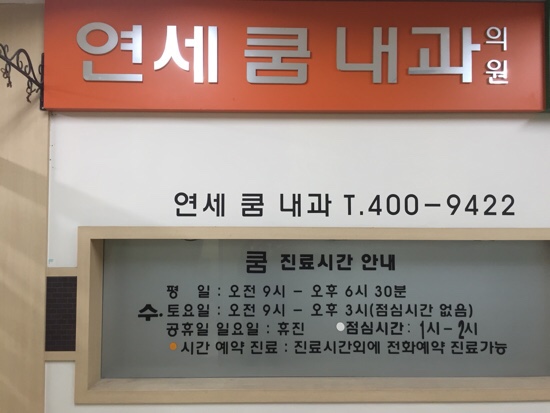 연세 쿰 내과 의원
연세 쿰 내과 T.400-9422
쿰 진료시간 안내
평 일 : 오전 9시 - 오후 6시 30분
수·토요일 : 오전 9시 - 오후 3시(점심시간 없음)
공휴일 일요일 : 휴진 ●점심시간 : 1시-2시
●시간 예약 진료 : 진료시간외에 전화예약 진료가능